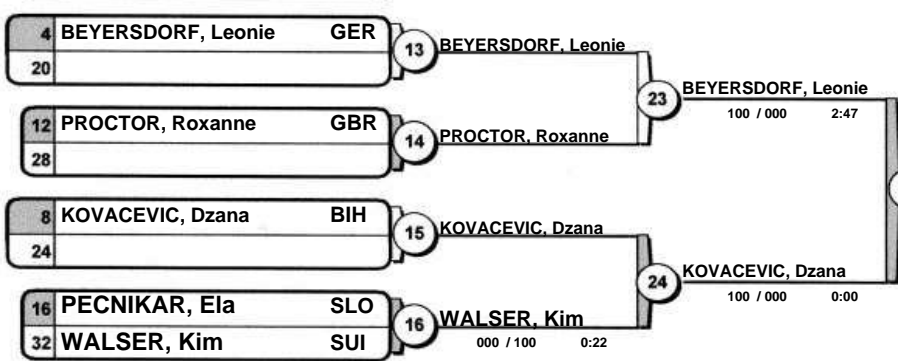 4 BEYERSDORF, Leonie GER
20
13 BEYERSDORF, Leonie
23 BEYERSDORF, Leonie
100 / 000 2:47
12 PROCTOR, Roxanne GBR
28
14 PROCTOR, Roxanne
8 KOVACEVIC, Dzana BIH
24
15 KOVACEVIC, Dzana
24 KOVACEVIC, Dzana
100 / 000 0:00
16 PECNIKAR, Ela SLO
32 WALSER, Kim SUI
16 WALSER, Kim
000 / 100 0:22